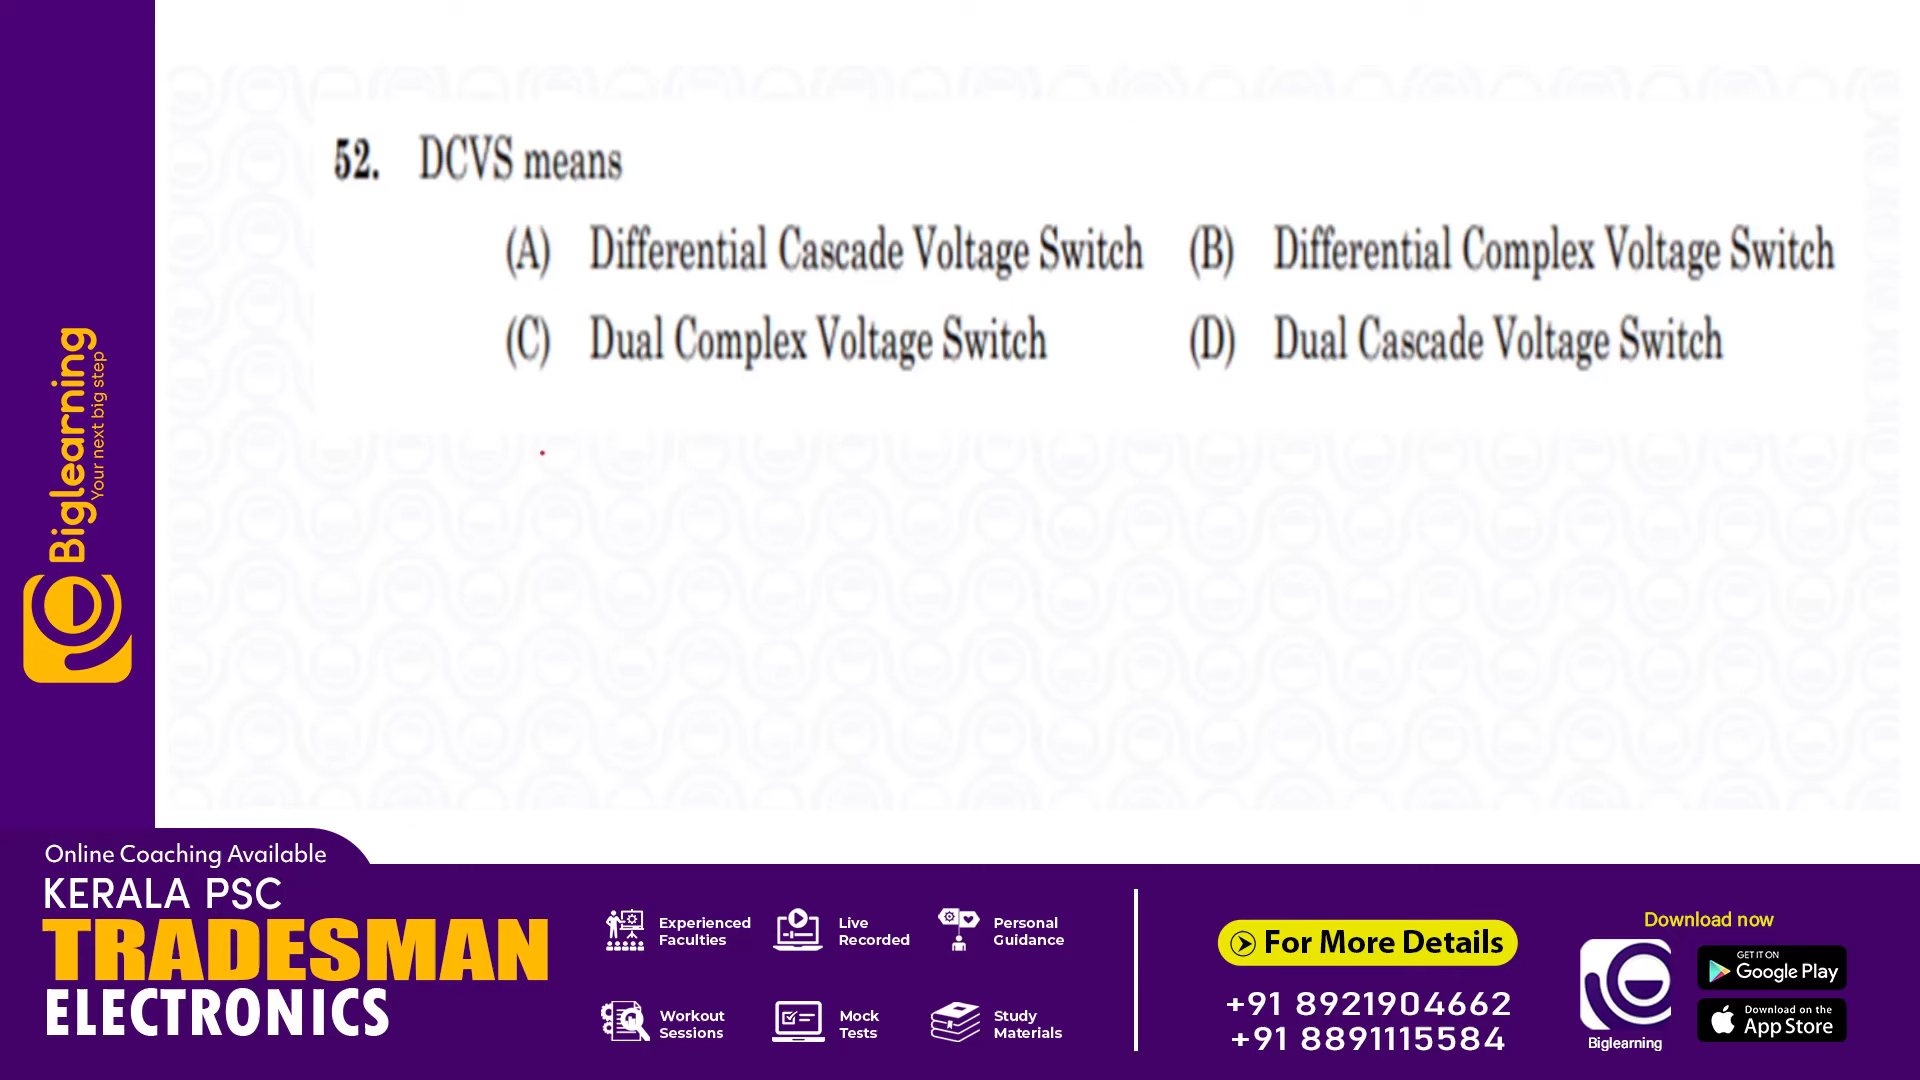 52. DCVS means
(A) Differential Cascade Voltage Switch (B) Differential Complex Voltage Switch
(C) Dual Complex Voltage Switch (D) Dual Cascade Voltage Switch
Biglearning
Your next big step
Online Coaching Available
KERALA PSC
TRADESMAN
ELECTRONICS
Experienced
Faculties
Live
Recorded
Personal
Guidance
Workout
Sessions
Mock
Tests
Study
Materials
For More Details
+91 8921904662
+91 8891115584
Download now
Biglearning
GET IT ON
Google Play
Download on the
App Store